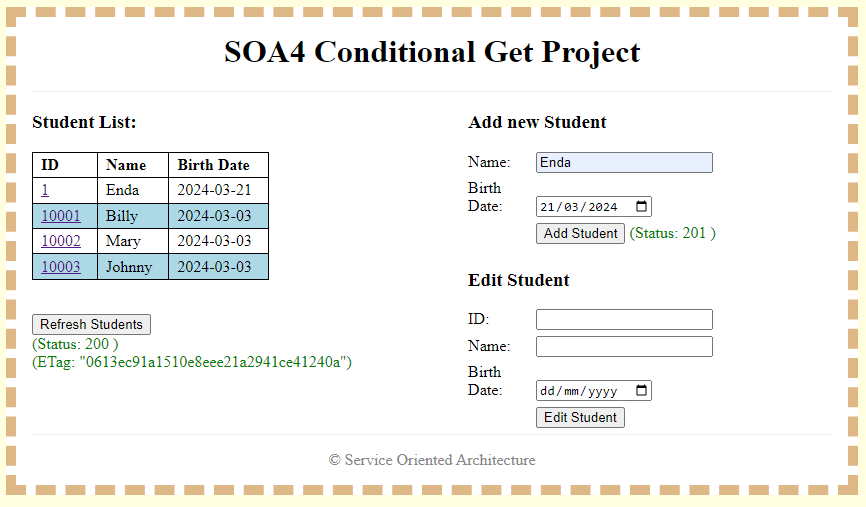 SOA4 Conditional Get Project
Student List:
ID Name Birth Date
1 Enda 2024-03-21
10001 Billy 2024-03-03
10002 Mary 2024-03-03
10003 Johnny 2024-03-03
Refresh Students
(Status: 200 )
(ETag: "0613ec91a1510e8eee21a2941ce41240a")
Add new Student
Name: Enda
Birth
Date: 21/03/2024
Add Student (Status: 201 )
Edit Student
ID:
Name:
Birth
Date: dd/mm/yyyy
Edit Student
© Service Oriented Architecture